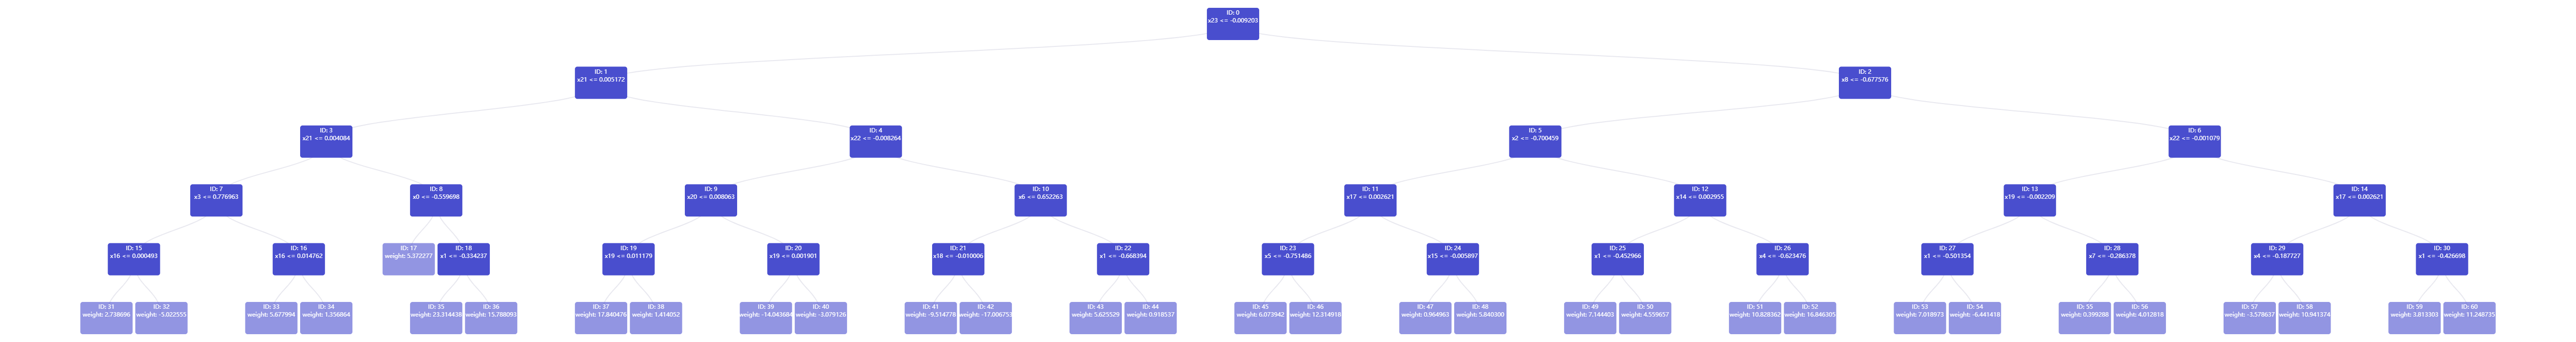 ID: 0
x23 <= -0.009203
ID: 1
x21 <= 0.005172
ID: 2
x8 <= -0.677576
ID: 3
x21 <= 0.004084
ID: 4
x22 <= -0.008264
ID: 5
x2 <= -0.700459
ID: 6
x22 <= -0.001079
ID: 7
x3 <= 0.776963
ID: 8
x0 <= -0.559698
ID: 9
x20 <= 0.008063
ID: 10
x6 <= 0.652263
ID: 11
x17 <= 0.002621
ID: 12
x14 <= 0.002955
ID: 13
x19 <= -0.002209
ID: 14
x17 <= 0.002621
ID: 15
x16 <= 0.000493
ID: 16
x16 <= 0.014762
ID: 17
weight: 5.372277
ID: 18
x1 <= -0.334237
ID: 19
x19 <= 0.011179
ID: 20
x19 <= 0.001901
ID: 21
x18 <= -0.010006
ID: 22
x1 <= -0.668394
ID: 23
x5 <= -0.751486
ID: 24
x15 <= -0.005897
ID: 25
x1 <= -0.452966
ID: 26
x4 <= -0.623476
ID: 27
x1 <= -0.501354
ID: 28
x7 <= -0.286378
ID: 29
x4 <= -0.187727
ID: 30
x1 <= -0.426698
ID: 31
weight: 2.738696
ID: 32
weight: -5.022555
ID: 33
weight: 5.677994
ID: 34
weight: 1.356864
ID: 35
weight: 23.314438
ID: 36
weight: 15.788093
ID: 37
weight: 17.840476
ID: 38
weight: 1.414052
ID: 39
weight: -14.043684
ID: 40
weight: -3.079126
ID: 41
weight: -9.514778
ID: 42
weight: -17.006753
ID: 43
weight: 5.625529
ID: 44
weight: 0.918537
ID: 45
weight: 6.073942
ID: 46
weight: 12.314918
ID: 47
weight: 0.964963
ID: 48
weight: 5.840300
ID: 49
weight: 7.144403
ID: 50
weight: 4.559657
ID: 51
weight: 10.828362
ID: 52
weight: 16.846305
ID: 53
weight: 7.018973
ID: 54
weight: -6.441418
ID: 55
weight: 0.399288
ID: 56
weight: 4.012818
ID: 57
weight: -3.578637
ID: 58
weight: 10.941374
ID: 59
weight: 3.813303
ID: 60
weight: 11.248735